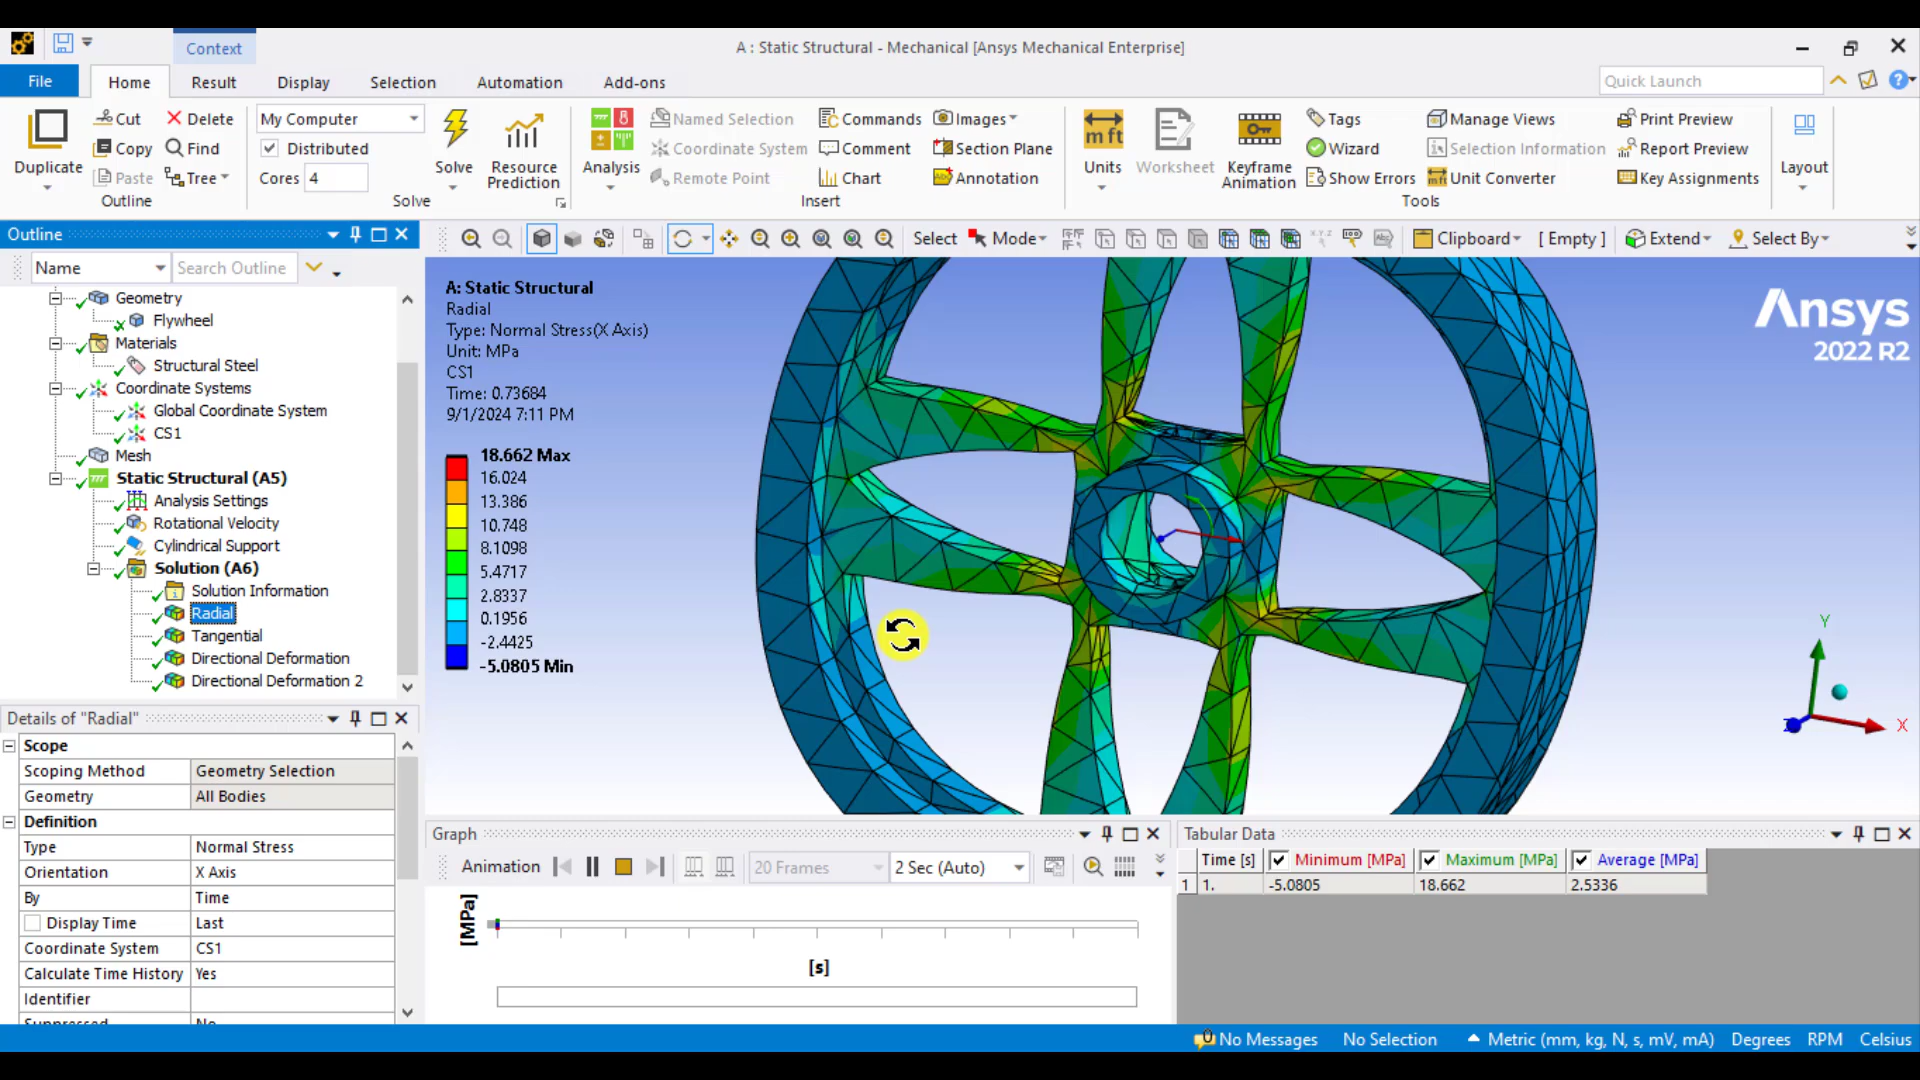 Context
A : Static Structural - Mechanical [Ansys Mechanical Enterprise]
File Home Result Display Selection Automation Add-ons
Quick Launch
Duplicate
Cut
Copy
Paste
Delete
Find
Tree
Outline
My Computer
Distributed
Cores 4
Solve
Resource Prediction
Solve
Analysis
Named Selection
Coordinate System
Remote Point
Commands
Comment
Chart
Images
Section Plane
Annotation
Insert
m ft
Units
Worksheet
Keyframe Animation
Tags
Wizard
Show Errors
Manage Views
Selection Information
Unit Converter
Print Preview
Report Preview
Key Assignments
Tools
Layout
Outline
Name Search Outline
Select Mode Clipboard [ Empty ] Extend Select By
Geometry
Flywheel
Materials
Structural Steel
Coordinate Systems
Global Coordinate System
CS1
Mesh
Static Structural (A5)
Analysis Settings
Rotational Velocity
Cylindrical Support
Solution (A6)
Solution Information
Radial
Tangential
Directional Deformation
Directional Deformation 2
Details of "Radial"
Scope
Scoping Method Geometry Selection
Geometry All Bodies
Definition
Type Normal Stress
Orientation X Axis
By Time
Display Time Last
Coordinate System CS1
Calculate Time History Yes
Identifier
Suppressed No
A: Static Structural
Radial
Type: Normal Stress(X Axis)
Unit: MPa
CS1
Time: 0.73684
9/1/2024 7:11 PM
18.662 Max
16.024
13.386
10.748
8.1098
5.4717
2.8337
0.1956
-2.4425
-5.0805 Min
Ansys
2022 R2
Y
X
Z
Graph
Animation 20 Frames 2 Sec (Auto)
[MPa]
[s]
Tabular Data
Time [s] Minimum [MPa] Maximum [MPa] Average [MPa]
1 1. -5.0805 18.662 2.5336
No Messages No Selection Metric (mm, kg, N, s, mV, mA) Degrees RPM Celsius